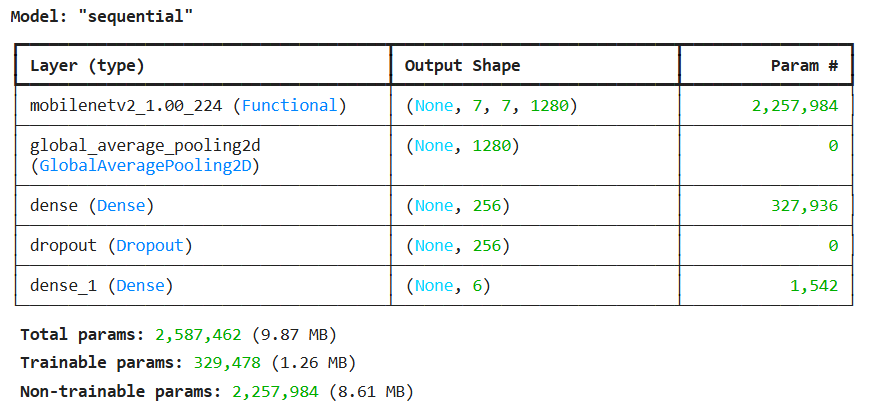 Model: "sequential"
Layer (type) Output Shape Param #
mobilenetv2_1.00_224 (Functional) (None, 7, 7, 1280) 2,257,984
global_average_pooling2d (None, 1280) 0
(GlobalAveragePooling2D)
dense (Dense) (None, 256) 327,936
dropout (Dropout) (None, 256) 0
dense_1 (Dense) (None, 6) 1,542
Total params: 2,587,462 (9.87 MB)
Trainable params: 329,478 (1.26 MB)
Non-trainable params: 2,257,984 (8.61 MB)